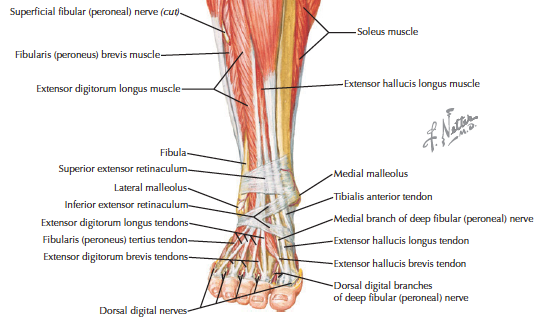 Superficial fibular (peroneal) nerve (cut)
Fibularis (peroneus) brevis muscle
Extensor digitorum longus muscle
Fibula
Superior extensor retinaculum
Lateral malleolus
Inferior extensor retinaculum
Extensor digitorum longus tendons
Fibularis (peroneus) tertius tendon
Extensor digitorum brevis tendons
Dorsal digital nerves
Soleus muscle
Extensor hallucis longus muscle
F. Netter
M.D.
Medial malleolus
Tibialis anterior tendon
Medial branch of deep fibular (peroneal) nerve
Extensor hallucis longus tendon
Extensor hallucis brevis tendon
Dorsal digital branches
of deep fibular (peroneal) nerve